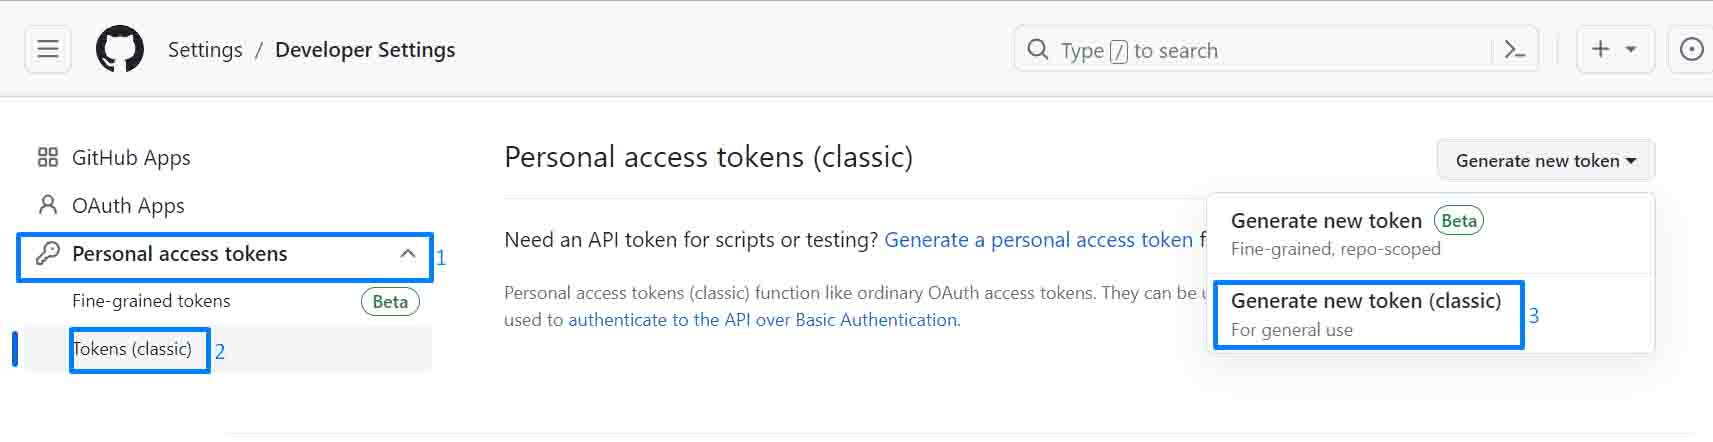 Settings / Developer Settings
Type / to search
GitHub Apps
OAuth Apps
Personal access tokens 1
Fine-grained tokens Beta
Tokens (classic) 2
Personal access tokens (classic)
Generate new token
Need an API token for scripts or testing? Generate a personal access token f
Personal access tokens (classic) function like ordinary OAuth access tokens. They can be
used to authenticate to the API over Basic Authentication.
Generate new token Beta
Fine-grained, repo-scoped
Generate new token (classic) 3
For general use